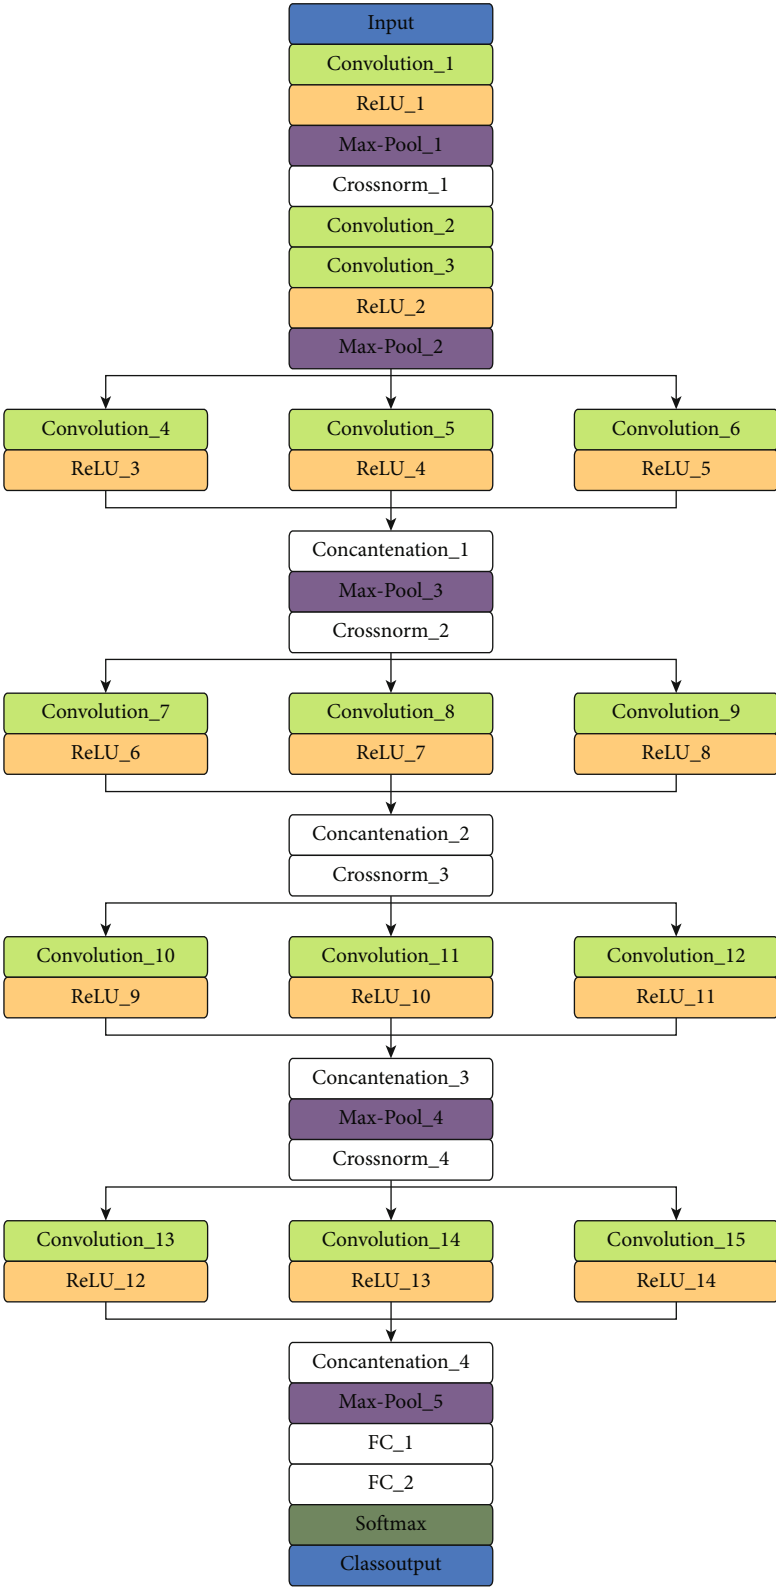 Input
Convolution_1
ReLU_1
Max-Pool_1
Crossnorm_1
Convolution_2
Convolution_3
ReLU_2
Max-Pool_2
Convolution_4 Convolution_5 Convolution_6
ReLU_3 ReLU_4 ReLU_5
Concantenation_1
Max-Pool_3
Crossnorm_2
Convolution_7 Convolution_8 Convolution_9
ReLU_6 ReLU_7 ReLU_8
Concantenation_2
Crossnorm_3
Convolution_10 Convolution_11 Convolution_12
ReLU_9 ReLU_10 ReLU_11
Concantenation_3
Max-Pool_4
Crossnorm_4
Convolution_13 Convolution_14 Convolution_15
ReLU_12 ReLU_13 ReLU_14
Concantenation_4
Max-Pool_5
FC_1
FC_2
Softmax
Classoutput